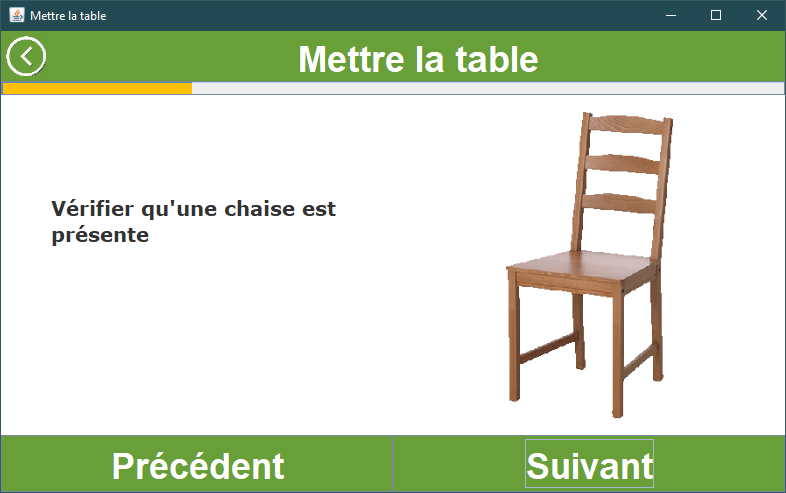 Mettre la table
Mettre la table
Vérifier qu'une chaise est
présente
Précédent
Suivant